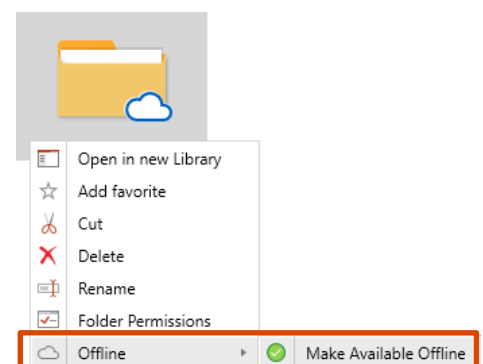 Open in new Library
Add favorite
Cut
Delete
Rename
Folder Permissions
Offline Make Available Offline